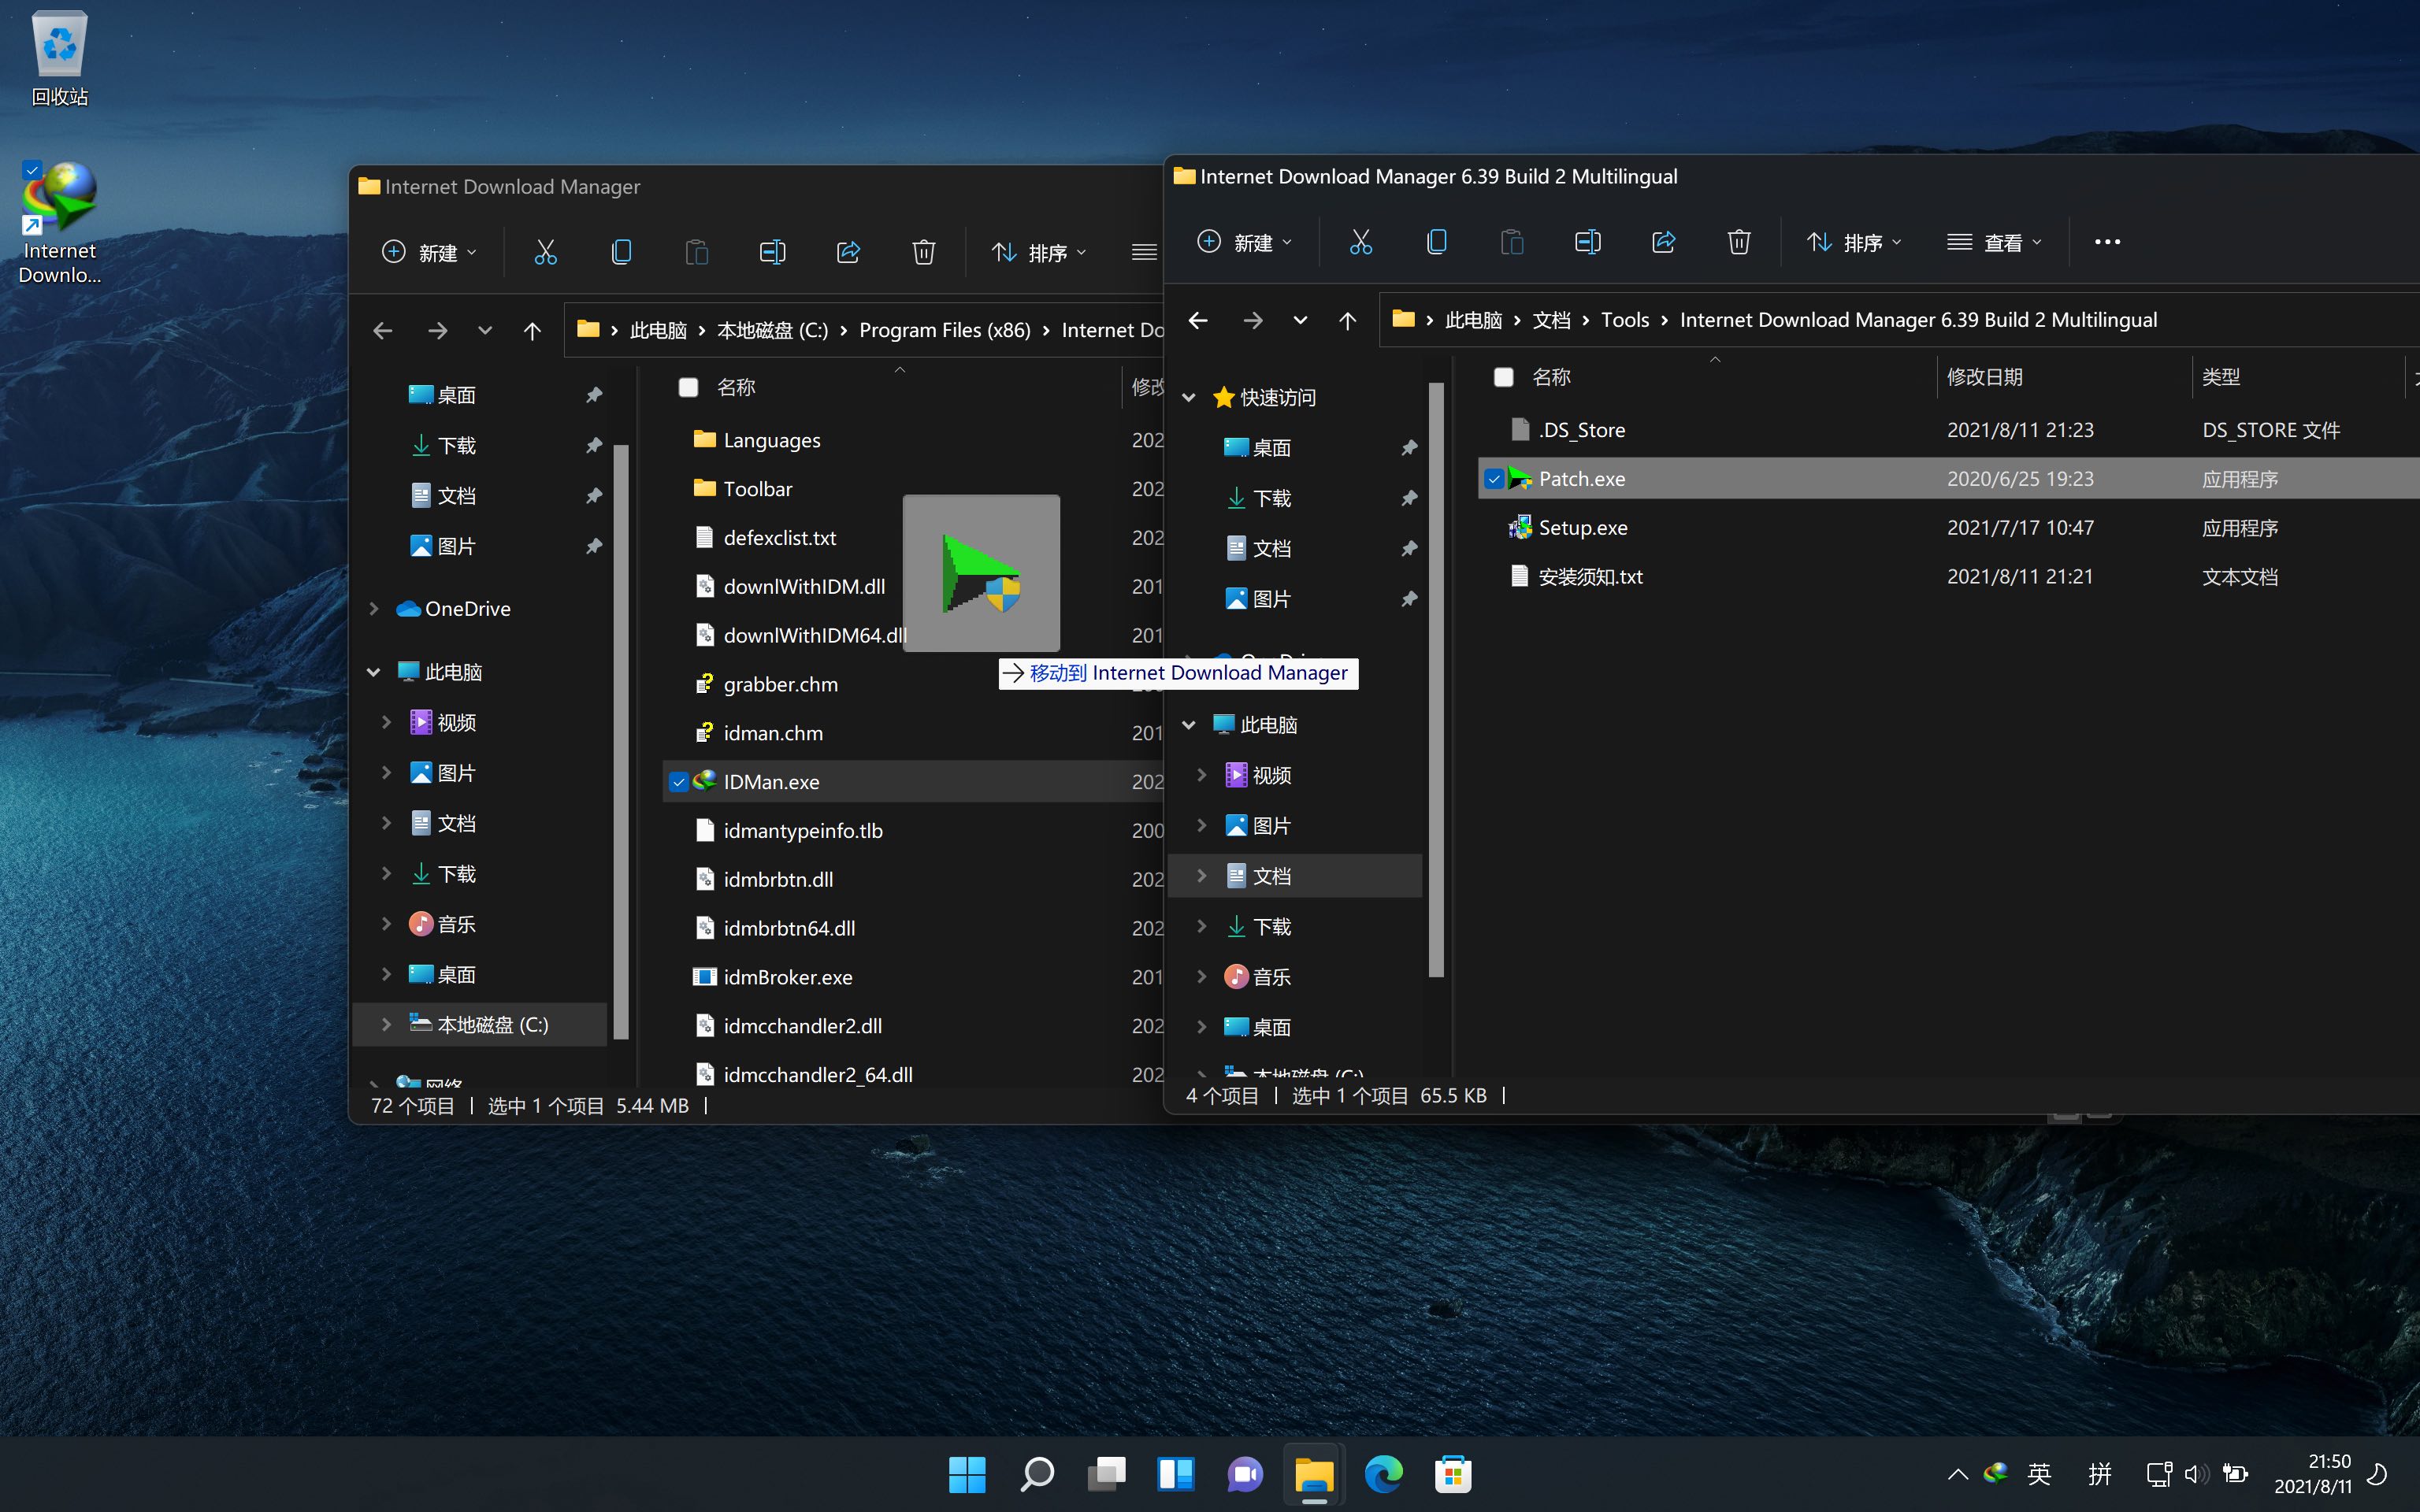 回收站
Internet
Downlo...
Internet Download Manager
新建
排序
此电脑 本地磁盘 (C:) Program Files (x86) Internet Do
桌面
下载
文档
图片
OneDrive
此电脑
视频
图片
文档
下载
音乐
桌面
本地磁盘 (C:)
网络
名称 修改
Languages 202
Toolbar 202
defexclist.txt 202
downlWithIDM.dll 201
downlWithIDM64.dll 201
grabber.chm
idman.chm 201
IDMan.exe 202
idmantypeinfo.tlb 200
idmbrbtn.dll 202
idmbrbtn64.dll 202
idmBroker.exe 201
idmcchandler2.dll 202
idmcchandler2_64.dll 202
72 个项目 选中 1 个项目 5.44 MB
移动到 Internet Download Manager
Internet Download Manager 6.39 Build 2 Multilingual
新建
排序
查看
此电脑 文档 Tools Internet Download Manager 6.39 Build 2 Multilingual
快速访问
桌面
下载
文档
图片
此电脑
视频
图片
文档
下载
音乐
桌面
本地磁盘 (C:)
名称 修改日期 类型
.DS_Store 2021/8/11 21:23 DS_STORE 文件
Patch.exe 2020/6/25 19:23 应用程序
Setup.exe 2021/7/17 10:47 应用程序
安装须知.txt 2021/8/11 21:21 文本文档
4 个项目 选中 1 个项目 65.5 KB
英 拼
21:50
2021/8/11